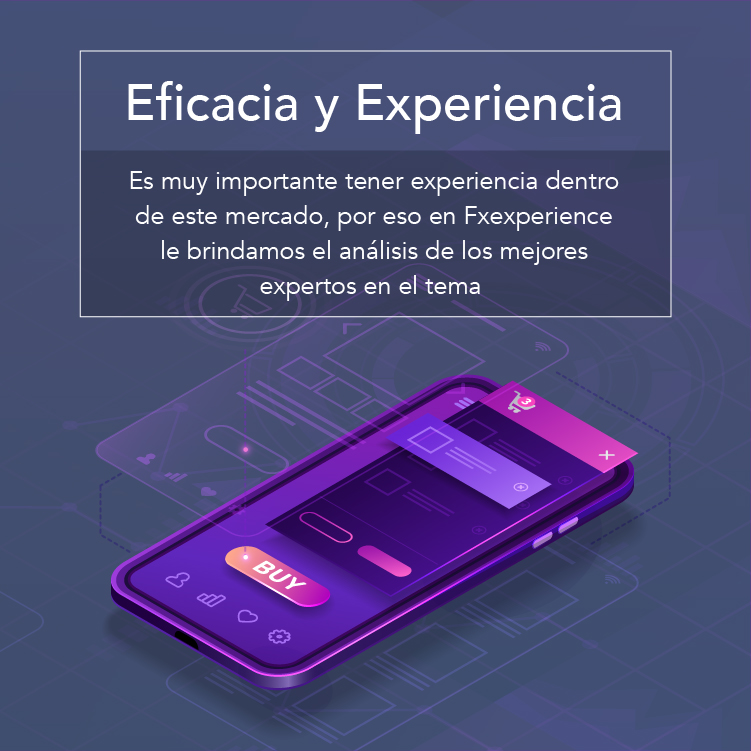 Eficacia y Experiencia
Es muy importante tener experiencia dentro
de este mercado, por eso en Fxexperience
le brindamos el análisis de los mejores
expertos en el tema
3
+
BUY